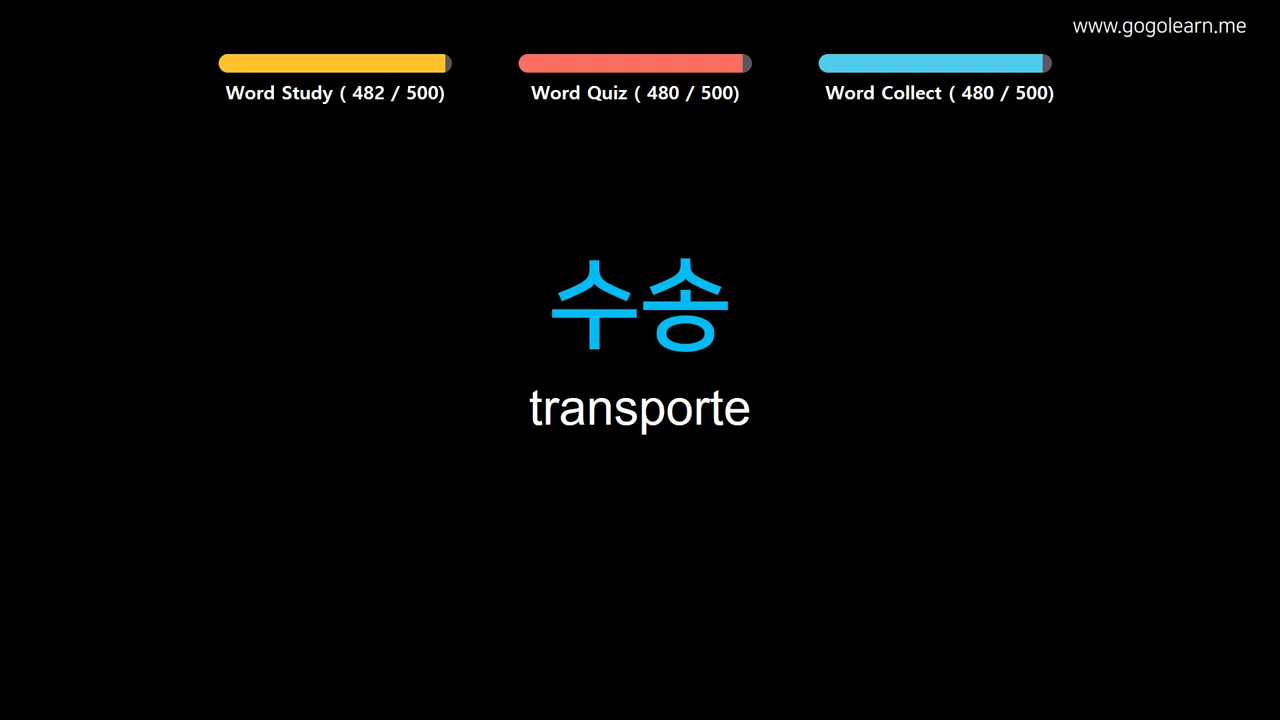 www.gogolearn.me
Word Study ( 482 / 500)
Word Quiz ( 480 / 500)
Word Collect ( 480 / 500)
수송
transporte